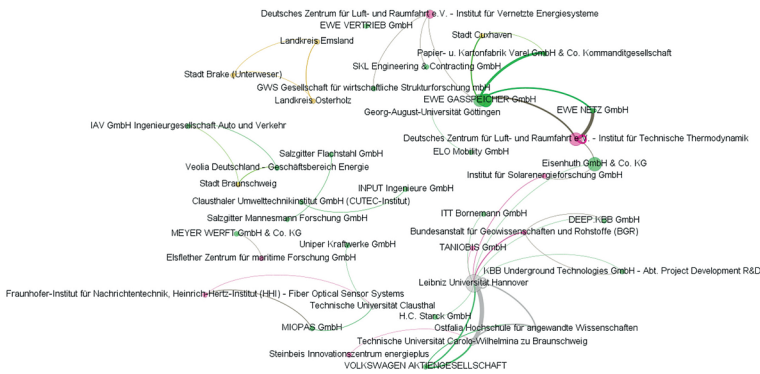 Deutsches Zentrum für Luft- und Raumfahrt e.V. - Institut für Vernetzte Energiesysteme
EWE VERTRIEB GmbH
Stadt Cuxhaven
Landkreis Emsland
Papier- u. Kartonfabrik Varel GmbH & Co. Kommanditgesellschaft
SKL Engineering & Contracting GmbH
Stadt Brake (Unterweser)
GWS Gesellschaft für wirtschaftliche Strukturforschung mbH
EWE GASSPEICHER GmbH
Landkreis Osterholz
Georg-August-Universität Göttingen
EWE NETZ GmbH
IAV GmbH Ingenieurgesellschaft Auto und Verkehr
Deutsches Zentrum für Luft- und Raumfahrt e.V. - Institut für Technische Thermodynamik
ELO Mobility GmbH
Salzgitter Flachstahl GmbH
Eisenhuth GmbH & Co. KG
Veolia Deutschland - Geschäftsbereich Energie
Institut für Solarenergieforschung GmbH
Stadt Braunschweig
INPUT Ingenieure GmbH
Clausthaler Umwelttechnikinstitut GmbH (CUTEC-Institut)
ITT Bornemann GmbH
Salzgitter Mannesmann Forschung GmbH
DEEP.KBB GmbH
MEYER WERFT GmbH & Co. KG
Bundesanstalt für Geowissenschaften und Rohstoffe (BGR)
Uniper Kraftwerke GmbH
TANIOBIS GmbH
Elsflether Zentrum für maritime Forschung GmbH
KBB Underground Technologies GmbH - Abt. Project Development R&D
Leibniz Universität Hannover
Fraunhofer-Institut für Nachrichtentechnik, Heinrich-Hertz-Institut (HHI) - Fiber Optical Sensor Systems
Technische Universität Clausthal
H.C. Starck GmbH
MIOPAS GmbH
Ostfalia Hochschule für angewandte Wissenschaften
Technische Universität Carolo-Wilhelmina zu Braunschweig
Steinbeis Innovationszentrum energieplus
VOLKSWAGEN AKTIENGESELLSCHAFT